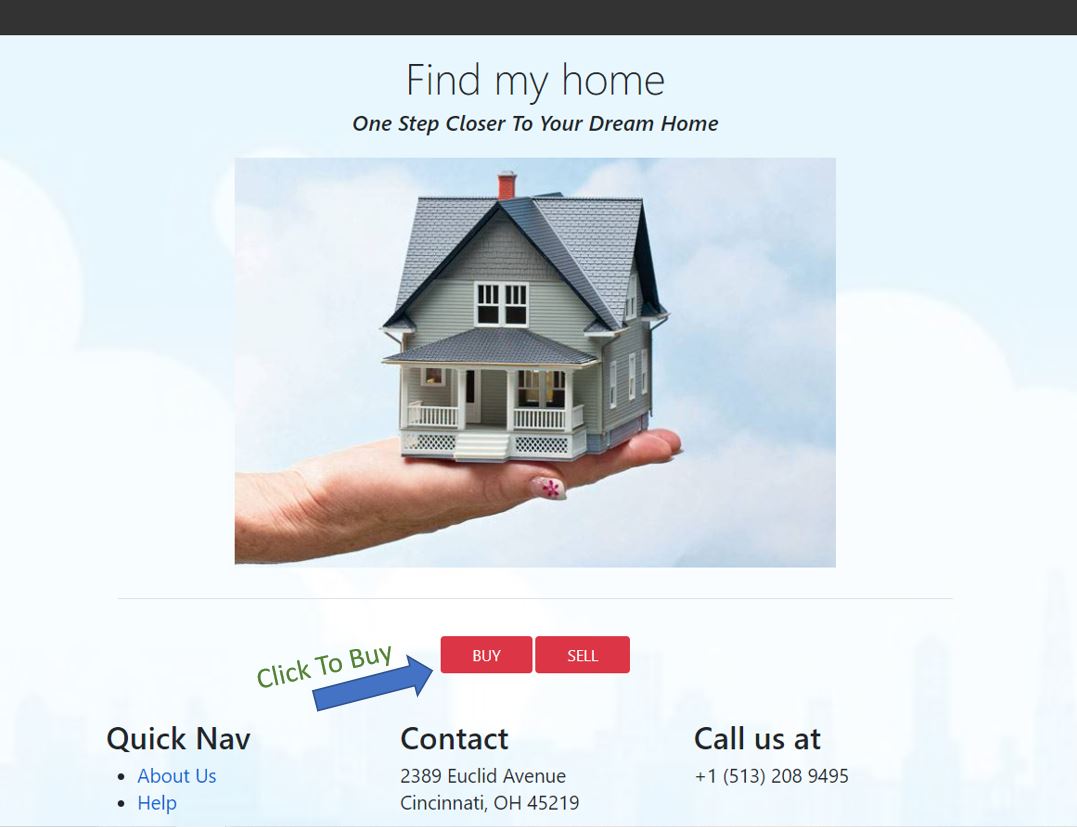 Find my home
One Step Closer To Your Dream Home
Click To Buy
BUY
SELL
Quick Nav
About Us
Help
Contact
2389 Euclid Avenue
Cincinnati, OH 45219
Call us at
+1 (513) 208 9495